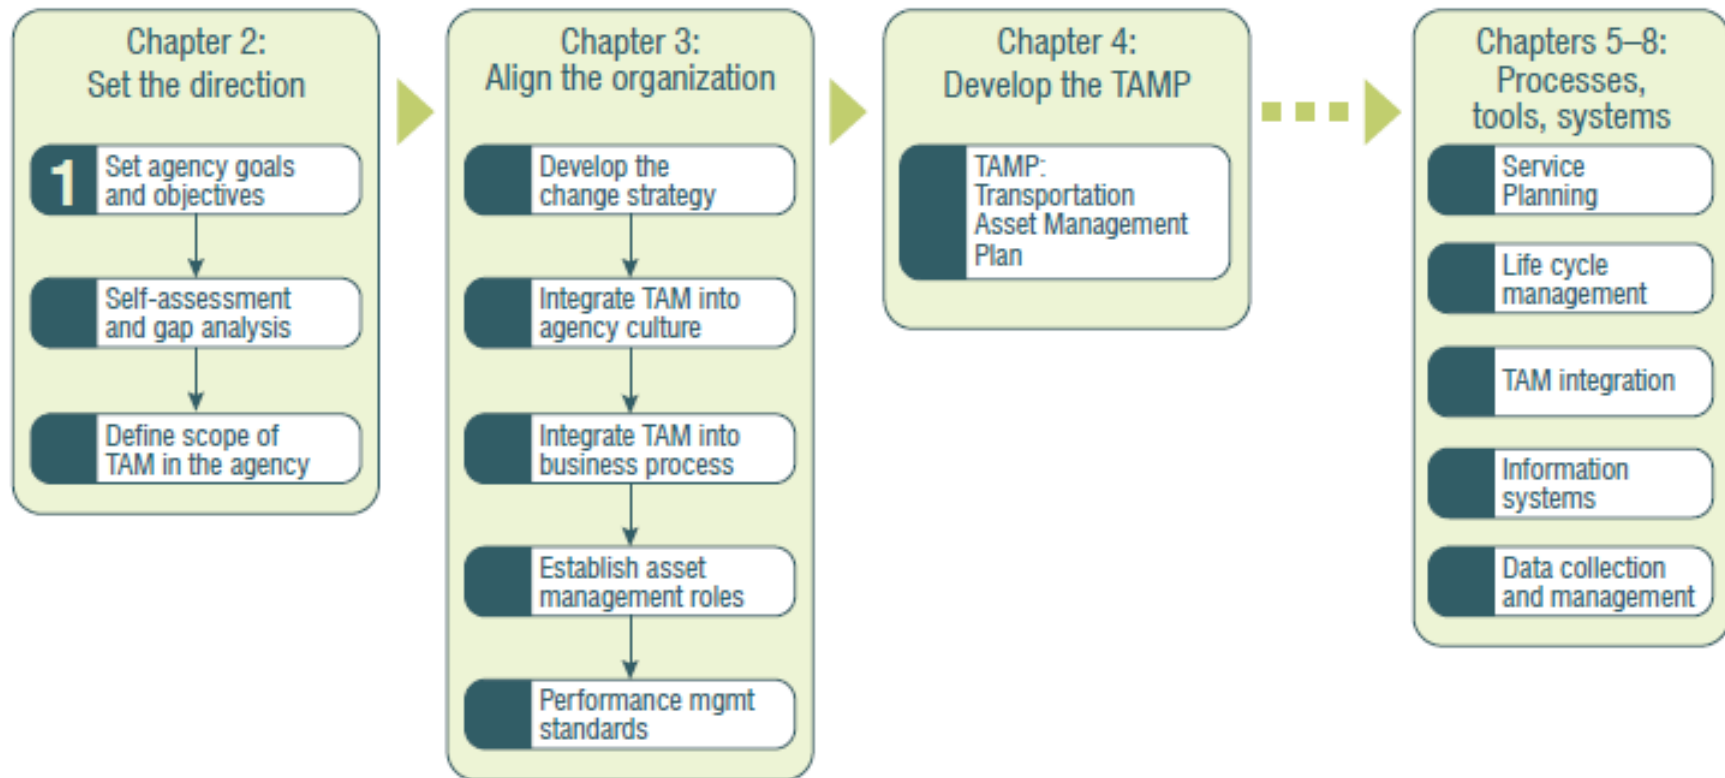 Chapter 2:
Set the direction
1
Set agency goals
and objectives
Self-assessment
and gap analysis
Define scope of
TAM in the agency
Chapter 3:
Align the organization
Develop the
change strategy
Integrate TAM into
agency culture
Integrate TAM into
business process
Establish asset
management roles
Performance mgmt
standards
Chapter 4:
Develop the TAMP
TAMP:
Transportation
Asset Management
Plan
Chapters 5–8:
Processes,
tools, systems
Service
Planning
Life cycle
management
TAM integration
Information
systems
Data collection
and management